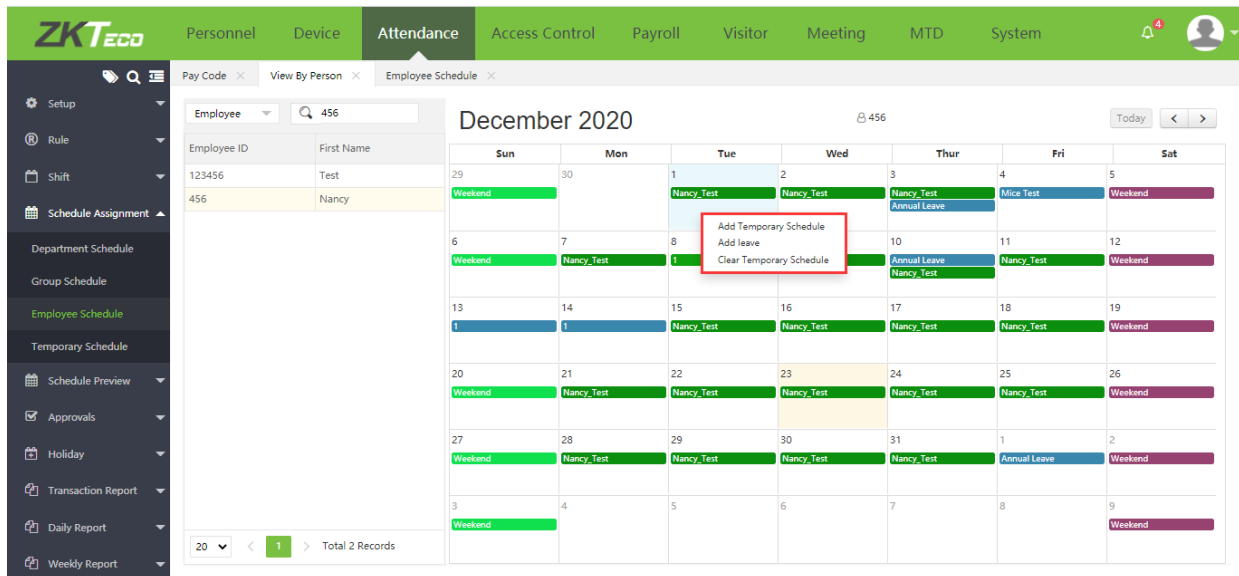 ZKTeco Personnel Device Attendance Access Control Payroll Visitor Meeting MTD System 4
Pay Code View By Person Employee Schedule
Setup
Rule
Shift
Schedule Assignment
Department Schedule
Group Schedule
Employee Schedule
Temporary Schedule
Schedule Preview
Approvals
Holiday
Transaction Report
Daily Report
Weekly Report
Employee 456
Employee ID First Name
123456 Test
456 Nancy
20 1 Total 2 Records
December 2020 456 Today
Sun Mon Tue Wed Thur Fri Sat
29 30 1 2 3 4 5
Weekend Nancy_Test Nancy_Test Nancy_Test Mice Test Weekend
Annual Leave
Add Temporary Schedule
Add leave
Clear Temporary Schedule
6 7 8 10 11 12
Weekend Nancy_Test 1 Annual Leave Nancy_Test Weekend
Nancy_Test
13 14 15 16 17 18 19
1 1 Nancy_Test Nancy_Test Nancy_Test Nancy_Test Weekend
20 21 22 23 24 25 26
Weekend Nancy_Test Nancy_Test Nancy_Test Nancy_Test Nancy_Test Weekend
27 28 29 30 31 1 2
Weekend Nancy_Test Nancy_Test Nancy_Test Nancy_Test Annual Leave Weekend
3 4 5 6 7 8 9
Weekend Weekend